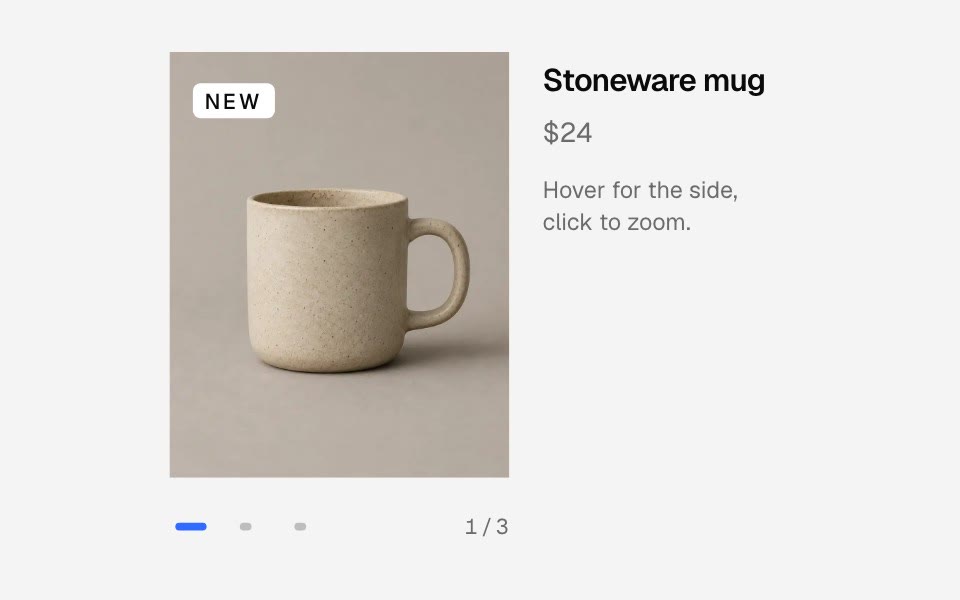 NEW
Stoneware mug
$24
Hover for the side,
click to zoom.
1 / 3